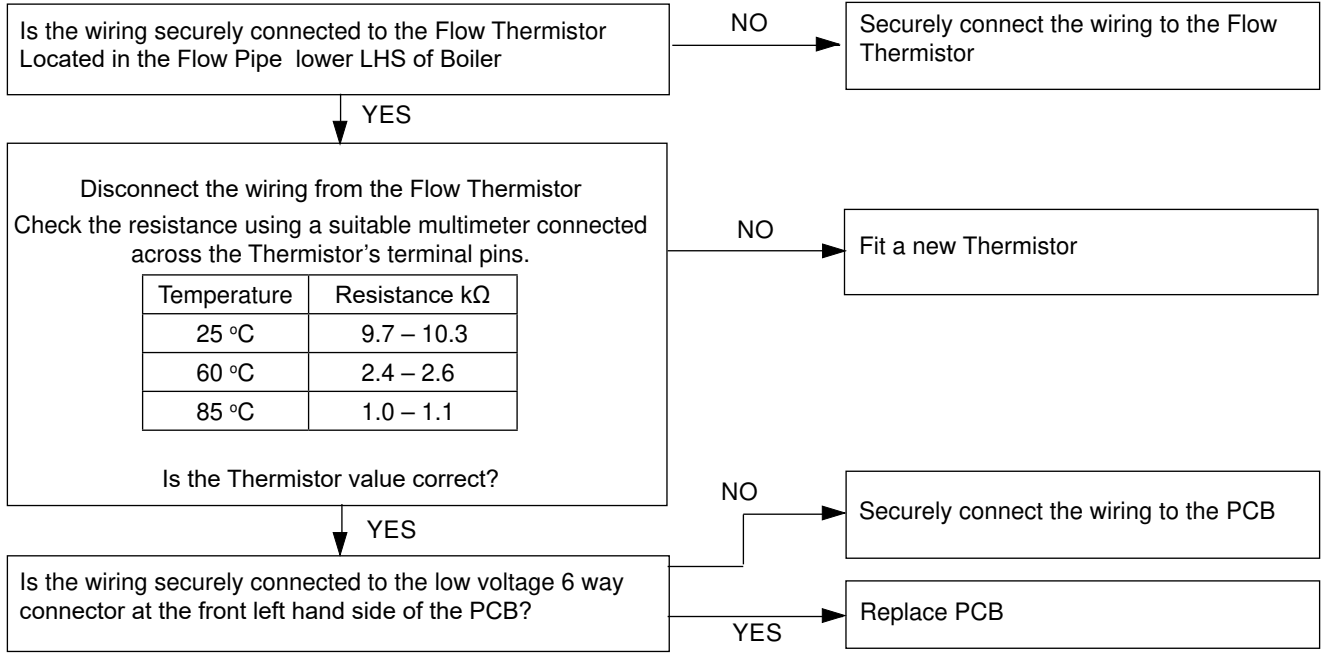 Is the wiring securely connected to the Flow Thermistor
Located in the Flow Pipe  lower LHS of Boiler
NO
Securely connect the wiring to the Flow
Thermistor
YES
Disconnect the wiring from the Flow Thermistor
Check the resistance using a suitable multimeter connected
across the Thermistor’s terminal pins.
Temperature Resistance kΩ
25 °C 9.7 – 10.3
60 °C 2.4 – 2.6
85 °C 1.0 – 1.1
Is the Thermistor value correct?
NO
Fit a new Thermistor
YES
Is the wiring securely connected to the low voltage 6 way
connector at the front left hand side of the PCB?
NO
Securely connect the wiring to the PCB
YES
Replace PCB